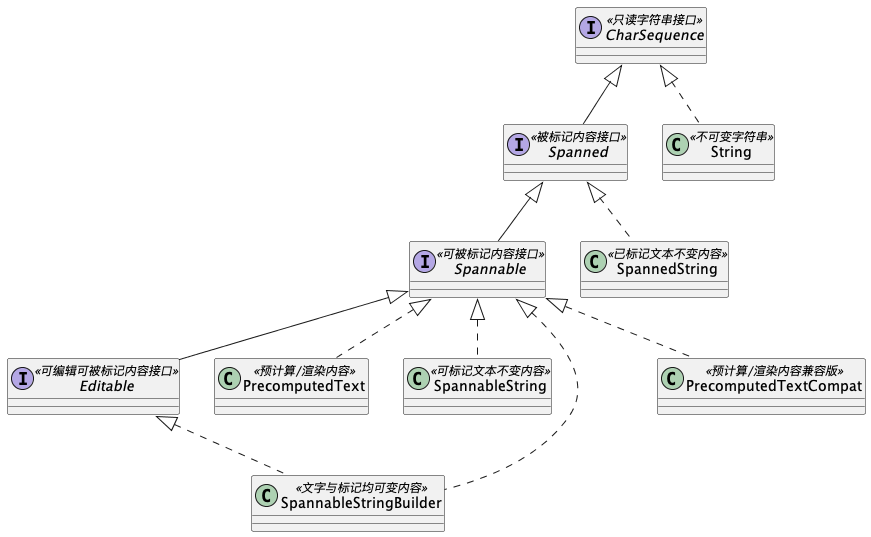 I «只读字符串接口»
CharSequence
I «被标记内容接口»
Spanned
C «不可变字符串»
String
I «可被标记内容接口»
Spannable
C «已标记文本不变内容»
SpannedString
I «可编辑可被标记内容接口»
Editable
C «预计算/渲染内容»
PrecomputedText
C «可标记文本不变内容»
SpannableString
C «预计算/渲染内容兼容版»
PrecomputedTextCompat
C «文字与标记均可变内容»
SpannableStringBuilder